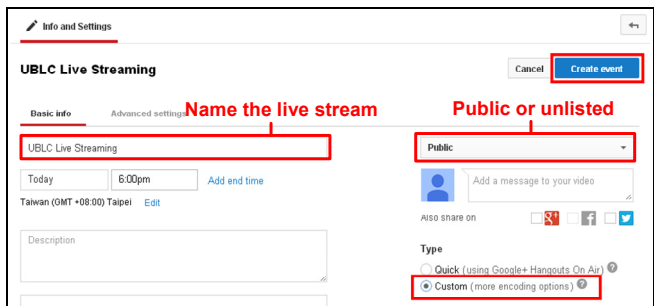 Info and Settings
UBLC Live Streaming
Cancel
Create event
Basic info
Advanced settings
Name the live stream
Public or unlisted
UBLC Live Streaming
Public
Today
6:00pm
Add end time
Add a message to your video
Taiwan (GMT +08:00) Taipei
Edit
Also share on
g+
f
Description
Type
Quick (using Google+ Hangouts On Air) ?
Custom (more encoding options) ?